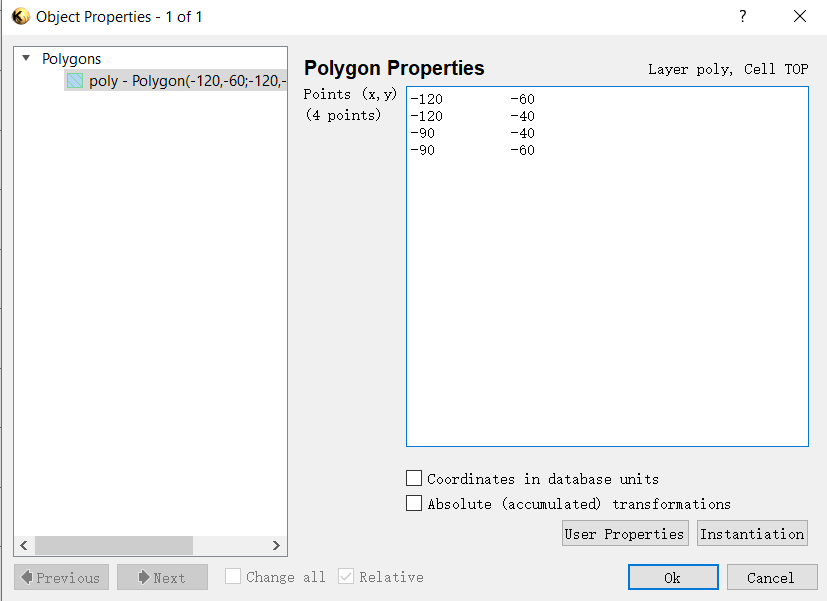 Object Properties - 1 of 1
?
Polygons
poly - Polygon(-120,-60;-120,-
Polygon Properties
Layer poly, Cell TOP
Points (x,y)
(4 points)
-120 -60
-120 -40
-90 -40
-90 -60
Coordinates in database units
Absolute (accumulated) transformations
User Properties
Instantiation
Previous
Next
Change all
Relative
Ok
Cancel